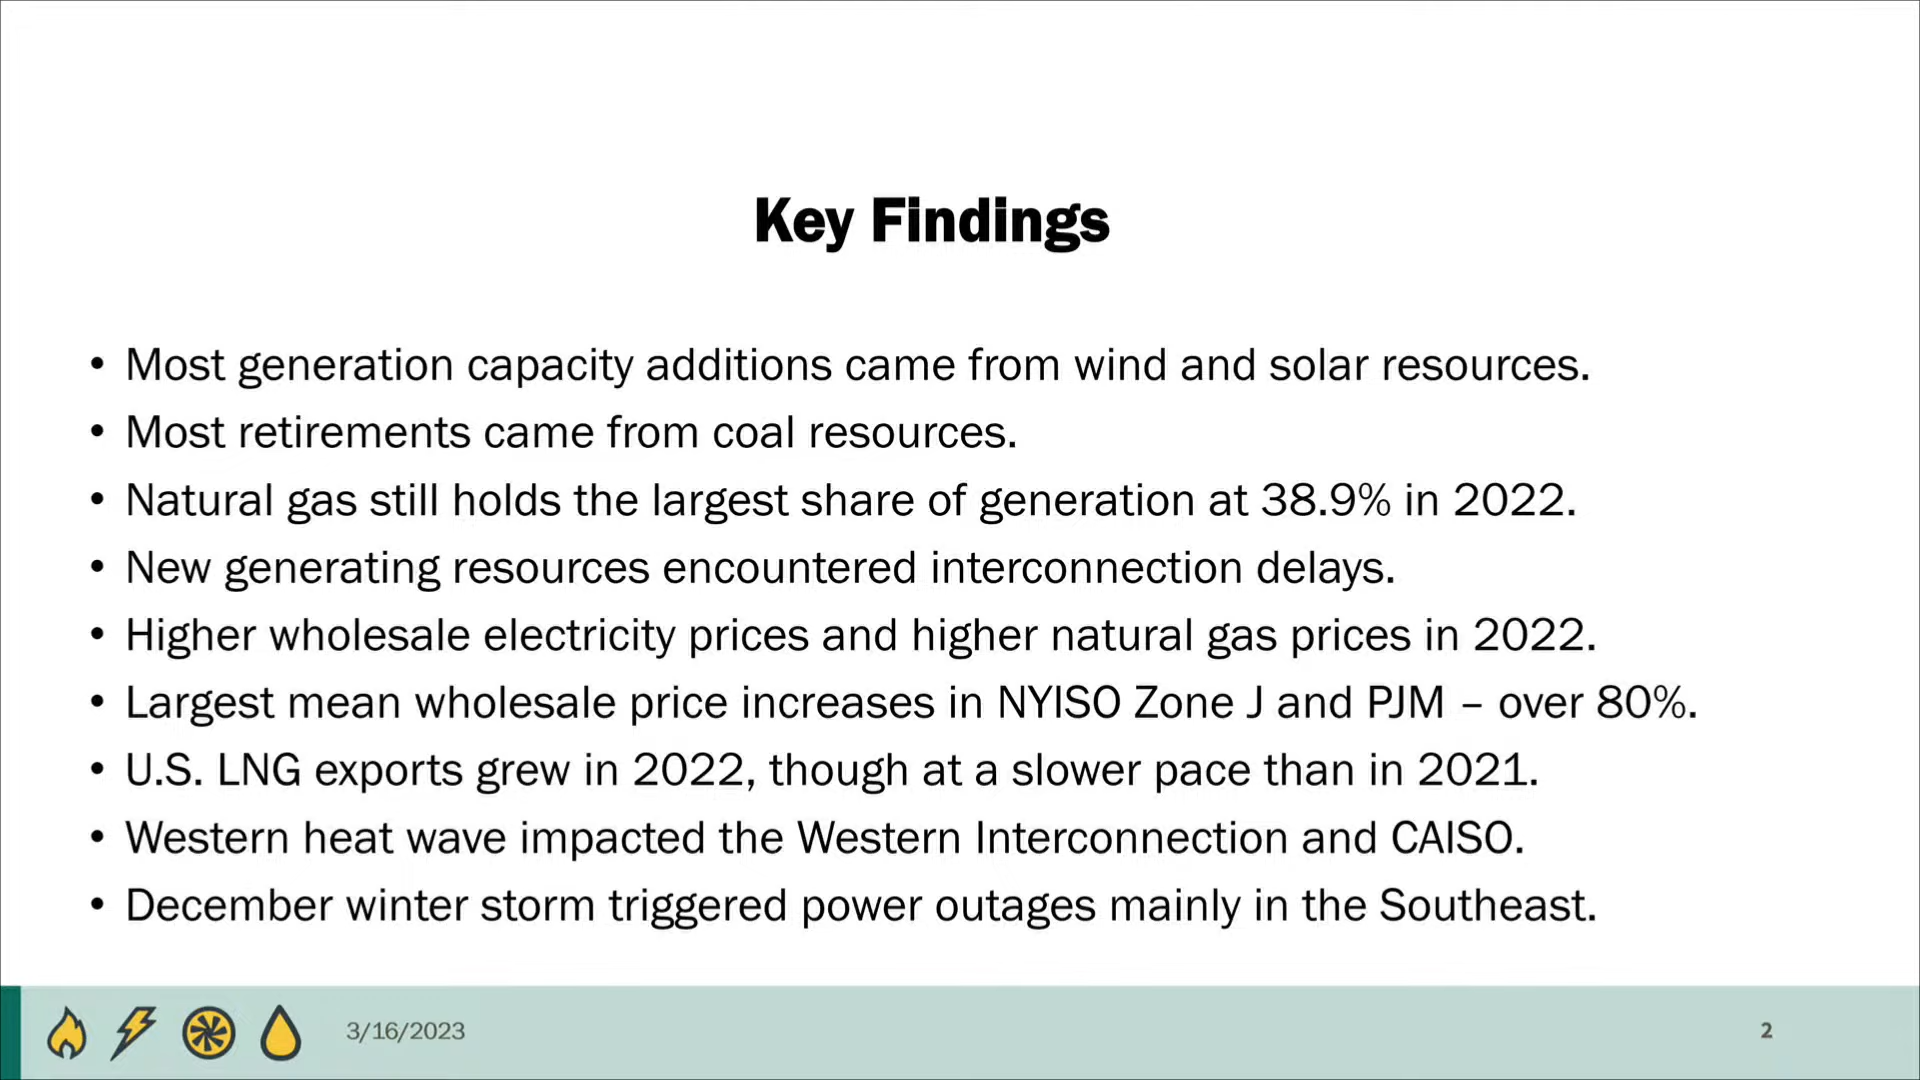 Key Findings
• Most generation capacity additions came from wind and solar resources.
• Most retirements came from coal resources.
• Natural gas still holds the largest share of generation at 38.9% in 2022.
• New generating resources encountered interconnection delays.
• Higher wholesale electricity prices and higher natural gas prices in 2022.
• Largest mean wholesale price increases in NYISO Zone J and PJM – over 80%.
• U.S. LNG exports grew in 2022, though at a slower pace than in 2021.
• Western heat wave impacted the Western Interconnection and CAISO.
• December winter storm triggered power outages mainly in the Southeast.
3/16/2023
2